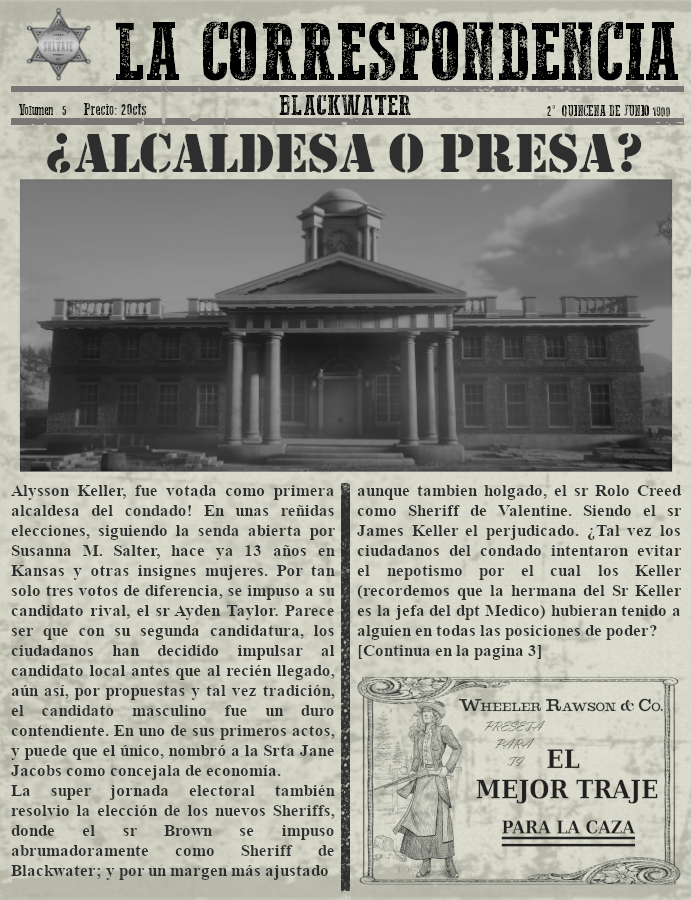 SALVAJE
LA CORRESPONDENCIA
Volumen 5 Precio: 20cts
BLACKWATER
2ª QUINCENA DE JUNIO 1900
¿ALCALDESA O PRESA?
Alysson Keller, fue votada como primera
alcaldesa del condado! En unas reñidas
elecciones, siguiendo la senda abierta por
Susanna M. Salter, hace ya 13 años en
Kansas y otras insignes mujeres. Por tan
solo tres votos de diferencia, se impuso a su
candidato rival, el sr Ayden Taylor. Parece
ser que con su segunda candidatura, los
ciudadanos han decidido impulsar al
candidato local antes que al recién llegado,
aún así, por propuestas y tal vez tradición,
el candidato masculino fue un duro
contendiente. En uno de sus primeros actos,
y puede que el único, nombró a la Srta Jane
Jacobs como concejala de economía.
La super jornada electoral también
resolvio la elección de los nuevos Sheriffs,
donde el sr Brown se impuso
abrumadoramente como Sheriff de
Blackwater; y por un margen más ajustado
aunque tambien holgado, el sr Rolo Creed
como Sheriff de Valentine. Siendo el sr
James Keller el perjudicado. ¿Tal vez los
ciudadanos del condado intentaron evitar
el nepotismo por el cual los Keller
(recordemos que la hermana del Sr Keller
es la jefa del dpt Medico) hubieran tenido a
alguien en todas las posiciones de poder?
[Continua en la pagina 3]
WHEELER RAWSON & CO.
PRESEJA
PARA
TI
EL
MEJOR TRAJE
PARA LA CAZA